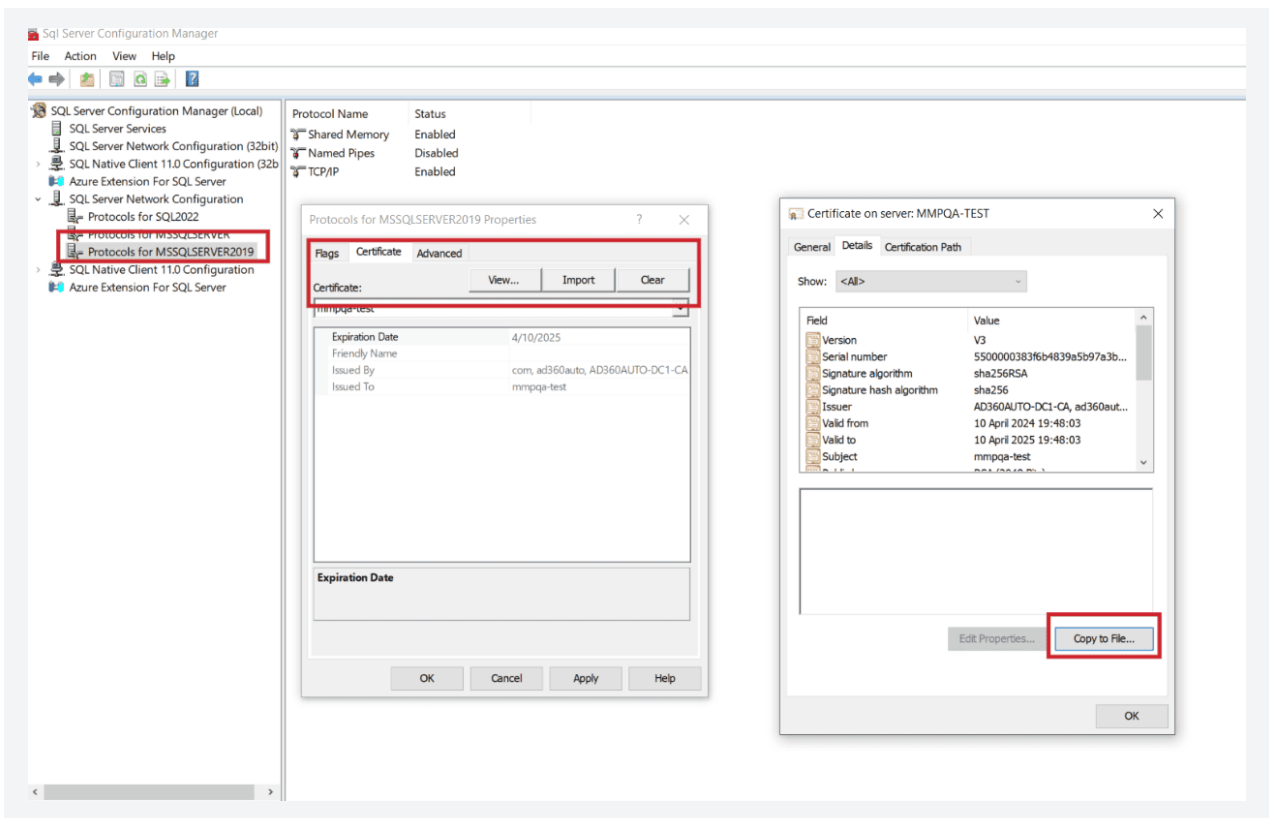 Sql Server Configuration Manager
File Action View Help
SQL Server Configuration Manager (Local)
SQL Server Services
SQL Server Network Configuration (32bit)
SQL Native Client 11.0 Configuration (32b
Azure Extension For SQL Server
SQL Server Network Configuration
Protocols for SQL2022
Protocols for MSSQLSERVER
Protocols for MSSQLSERVER2019
SQL Native Client 11.0 Configuration
Azure Extension For SQL Server
Protocol Name Status
Shared Memory Enabled
Named Pipes Disabled
TCP/IP Enabled
Protocols for MSSQLSERVER2019 Properties ?
Flags Certificate Advanced
View... Import Clear
Certificate:
mmpqa-test
Expiration Date 4/10/2025
Friendly Name
Issued By com, ad360auto, AD360AUTO-DC1-CA
Issued To mmpqa-test
Expiration Date
OK Cancel Apply Help
Certificate on server: MMPQA-TEST
General Details Certification Path
Show: <All>
Field Value
Version V3
Serial number 5500000383f6b4839a5b97a3b...
Signature algorithm sha256RSA
Signature hash algorithm sha256
Issuer AD360AUTO-DC1-CA, ad360aut...
Valid from 10 April 2024 19:48:03
Valid to 10 April 2025 19:48:03
Subject mmpqa-test
Edit Properties... Copy to File...
OK